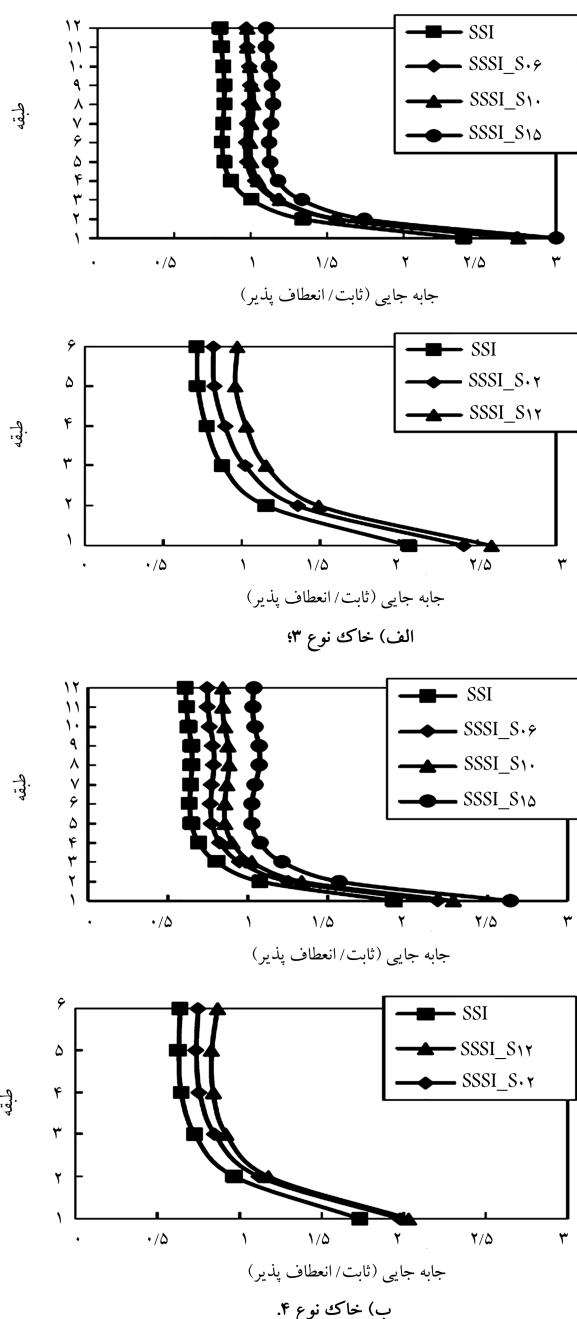 ۱۲
۱۱
۱۰
۹
۸
۷
۶
۵
۴
۳
۲
۱
طبقه
SSI
SSSI_S۰۶
SSSI_S۱۰
SSSI_S۱۵
۰ ۰/۵ ۱ ۱/۵ ۲ ۲/۵ ۳
جابه جایی (ثابت/ انعطاف پذیر)
۶
۵
۴
۳
۲
۱
طبقه
SSI
SSSI_S۰۲
SSSI_S۱۲
۰ ۰/۵ ۱ ۱/۵ ۲ ۲/۵ ۳
جابه جایی (ثابت/ انعطاف پذیر)
الف) خاک نوع ۳؛
۱۲
۱۱
۱۰
۹
۸
۷
۶
۵
۴
۳
۲
۱
طبقه
SSI
SSSI_S۰۶
SSSI_S۱۰
SSSI_S۱۵
۰ ۰/۵ ۱ ۱/۵ ۲ ۲/۵ ۳
جابه جایی (ثابت/ انعطاف پذیر)
۶
۵
۴
۳
۲
۱
طبقه
SSI
SSSI_S۱۲
SSSI_S۰۲
۰ ۰/۵ ۱ ۱/۵ ۲ ۲/۵ ۳
جابه جایی (ثابت/ انعطاف پذیر)
ب) خاک نوع ۴.